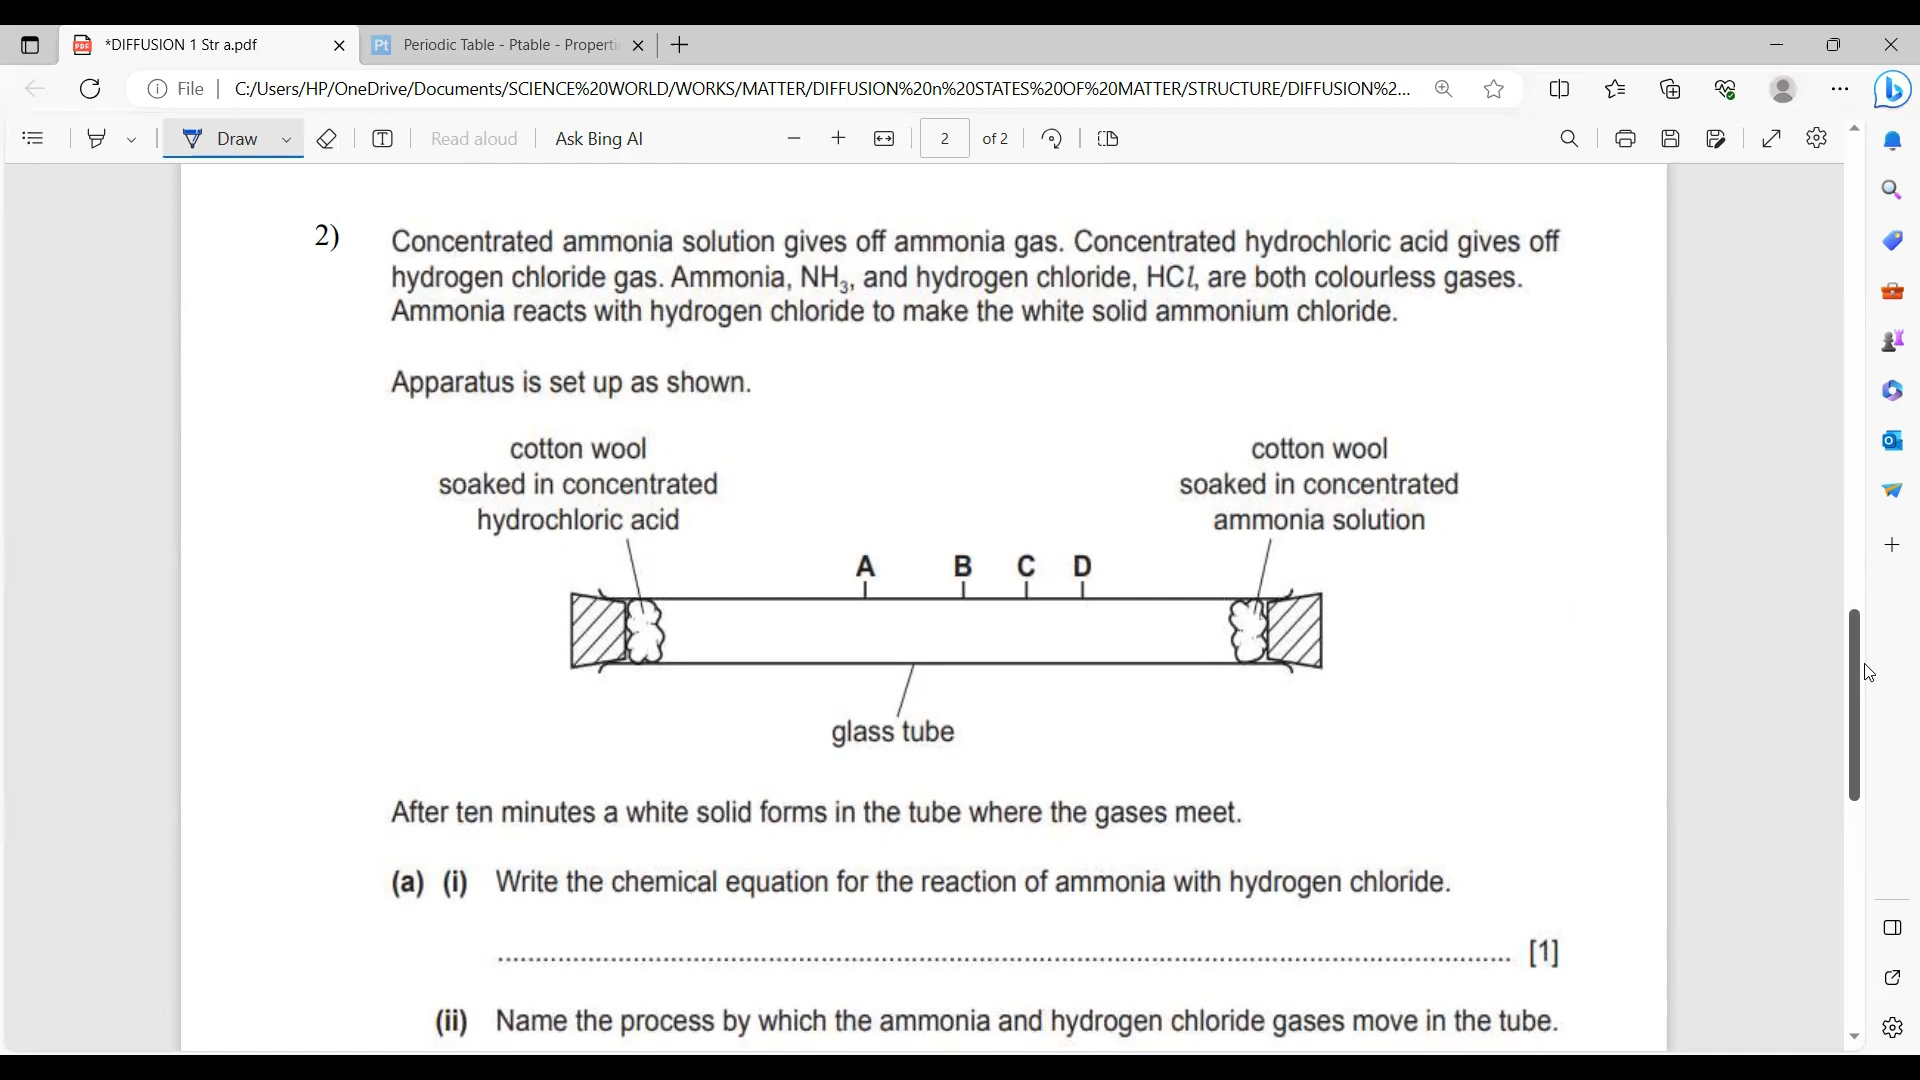 *DIFFUSION 1 Str a.pdf
Pt Periodic Table - Ptable - Properti
File C:/Users/HP/OneDrive/Documents/SCIENCE%20WORLD/WORKS/MATTER/DIFFUSION%20n%20STATES%20OF%20MATTER/STRUCTURE/DIFFUSION%2...
Draw Read aloud Ask Bing AI 2 of 2
2) Concentrated ammonia solution gives off ammonia gas. Concentrated hydrochloric acid gives off
hydrogen chloride gas. Ammonia, NH₃, and hydrogen chloride, HCl, are both colourless gases.
Ammonia reacts with hydrogen chloride to make the white solid ammonium chloride.
Apparatus is set up as shown.
cotton wool
soaked in concentrated
hydrochloric acid
cotton wool
soaked in concentrated
ammonia solution
A B C D
glass tube
After ten minutes a white solid forms in the tube where the gases meet.
(a) (i) Write the chemical equation for the reaction of ammonia with hydrogen chloride.
[1]
(ii) Name the process by which the ammonia and hydrogen chloride gases move in the tube.